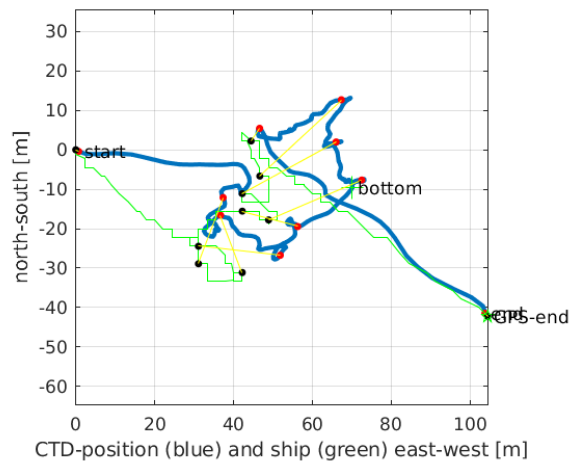 30
20
10
0
-10
-20
-30
-40
-50
-60
north-south [m]
start
bottom
end
GPS-end
0 20 40 60 80 100
CTD-position (blue) and ship (green) east-west [m]